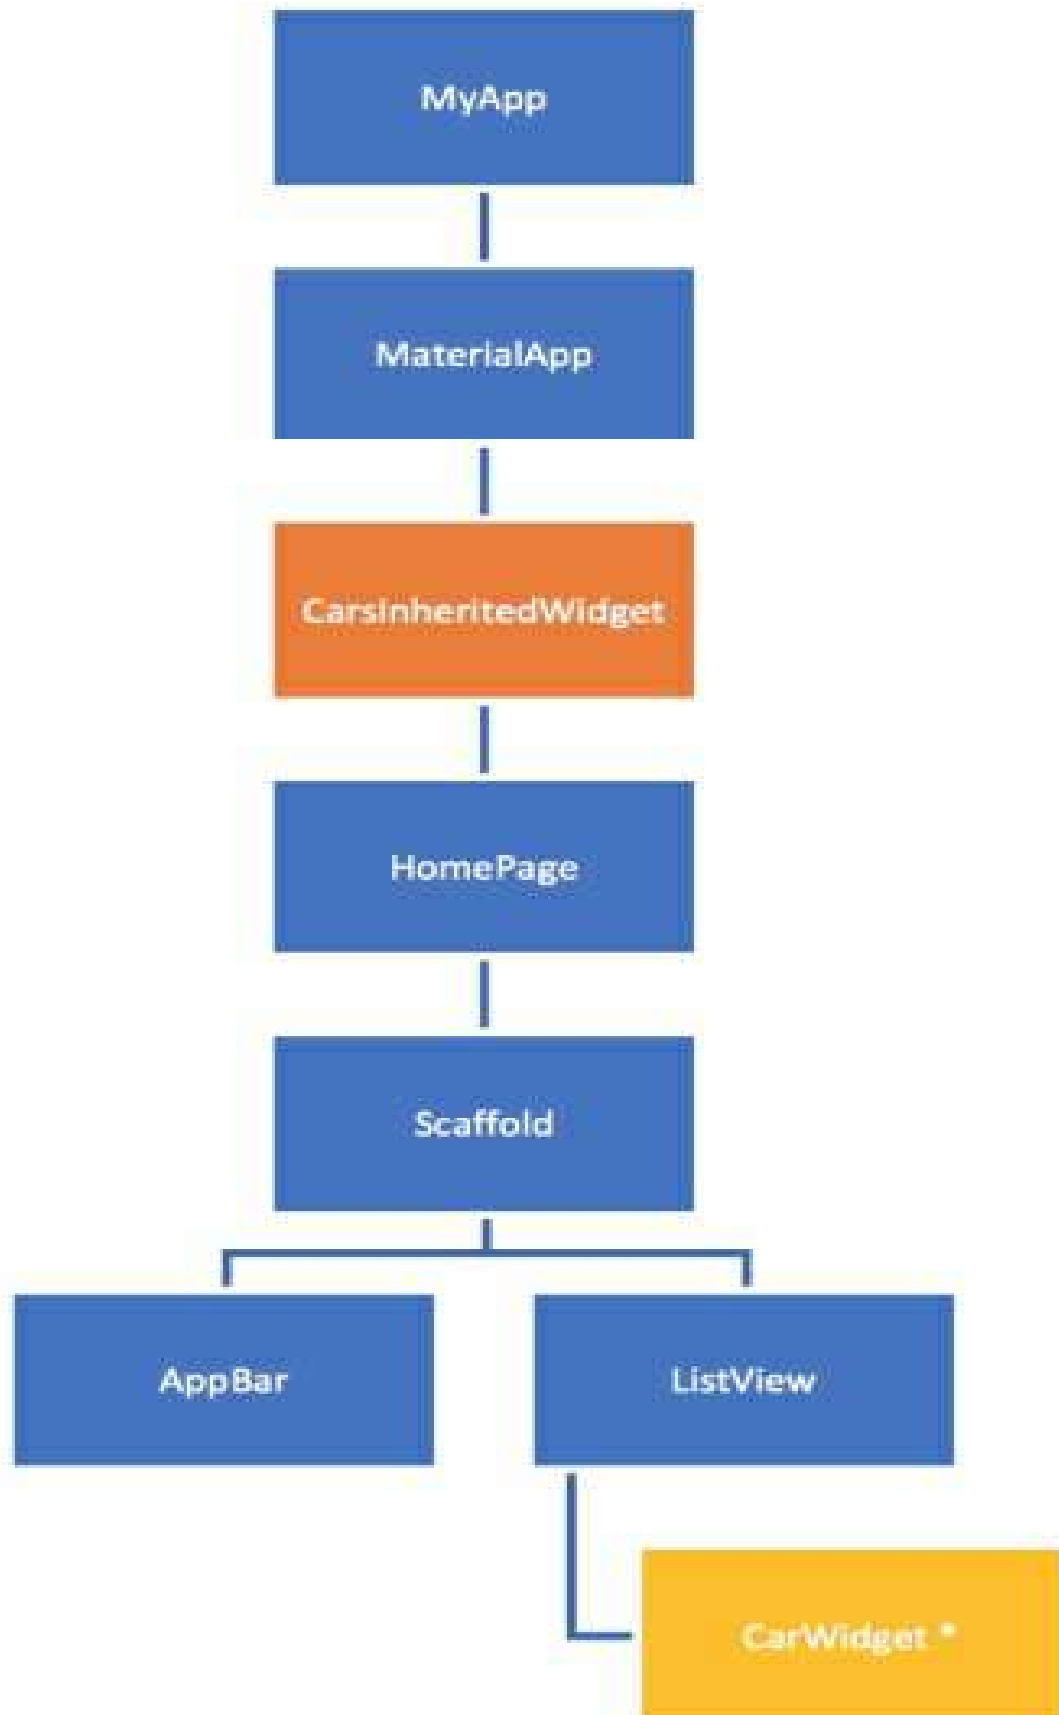 MyApp
MaterialApp
CarsInheritedWidget
HomePage
Scaffold
AppBar
ListView
CarWidget *